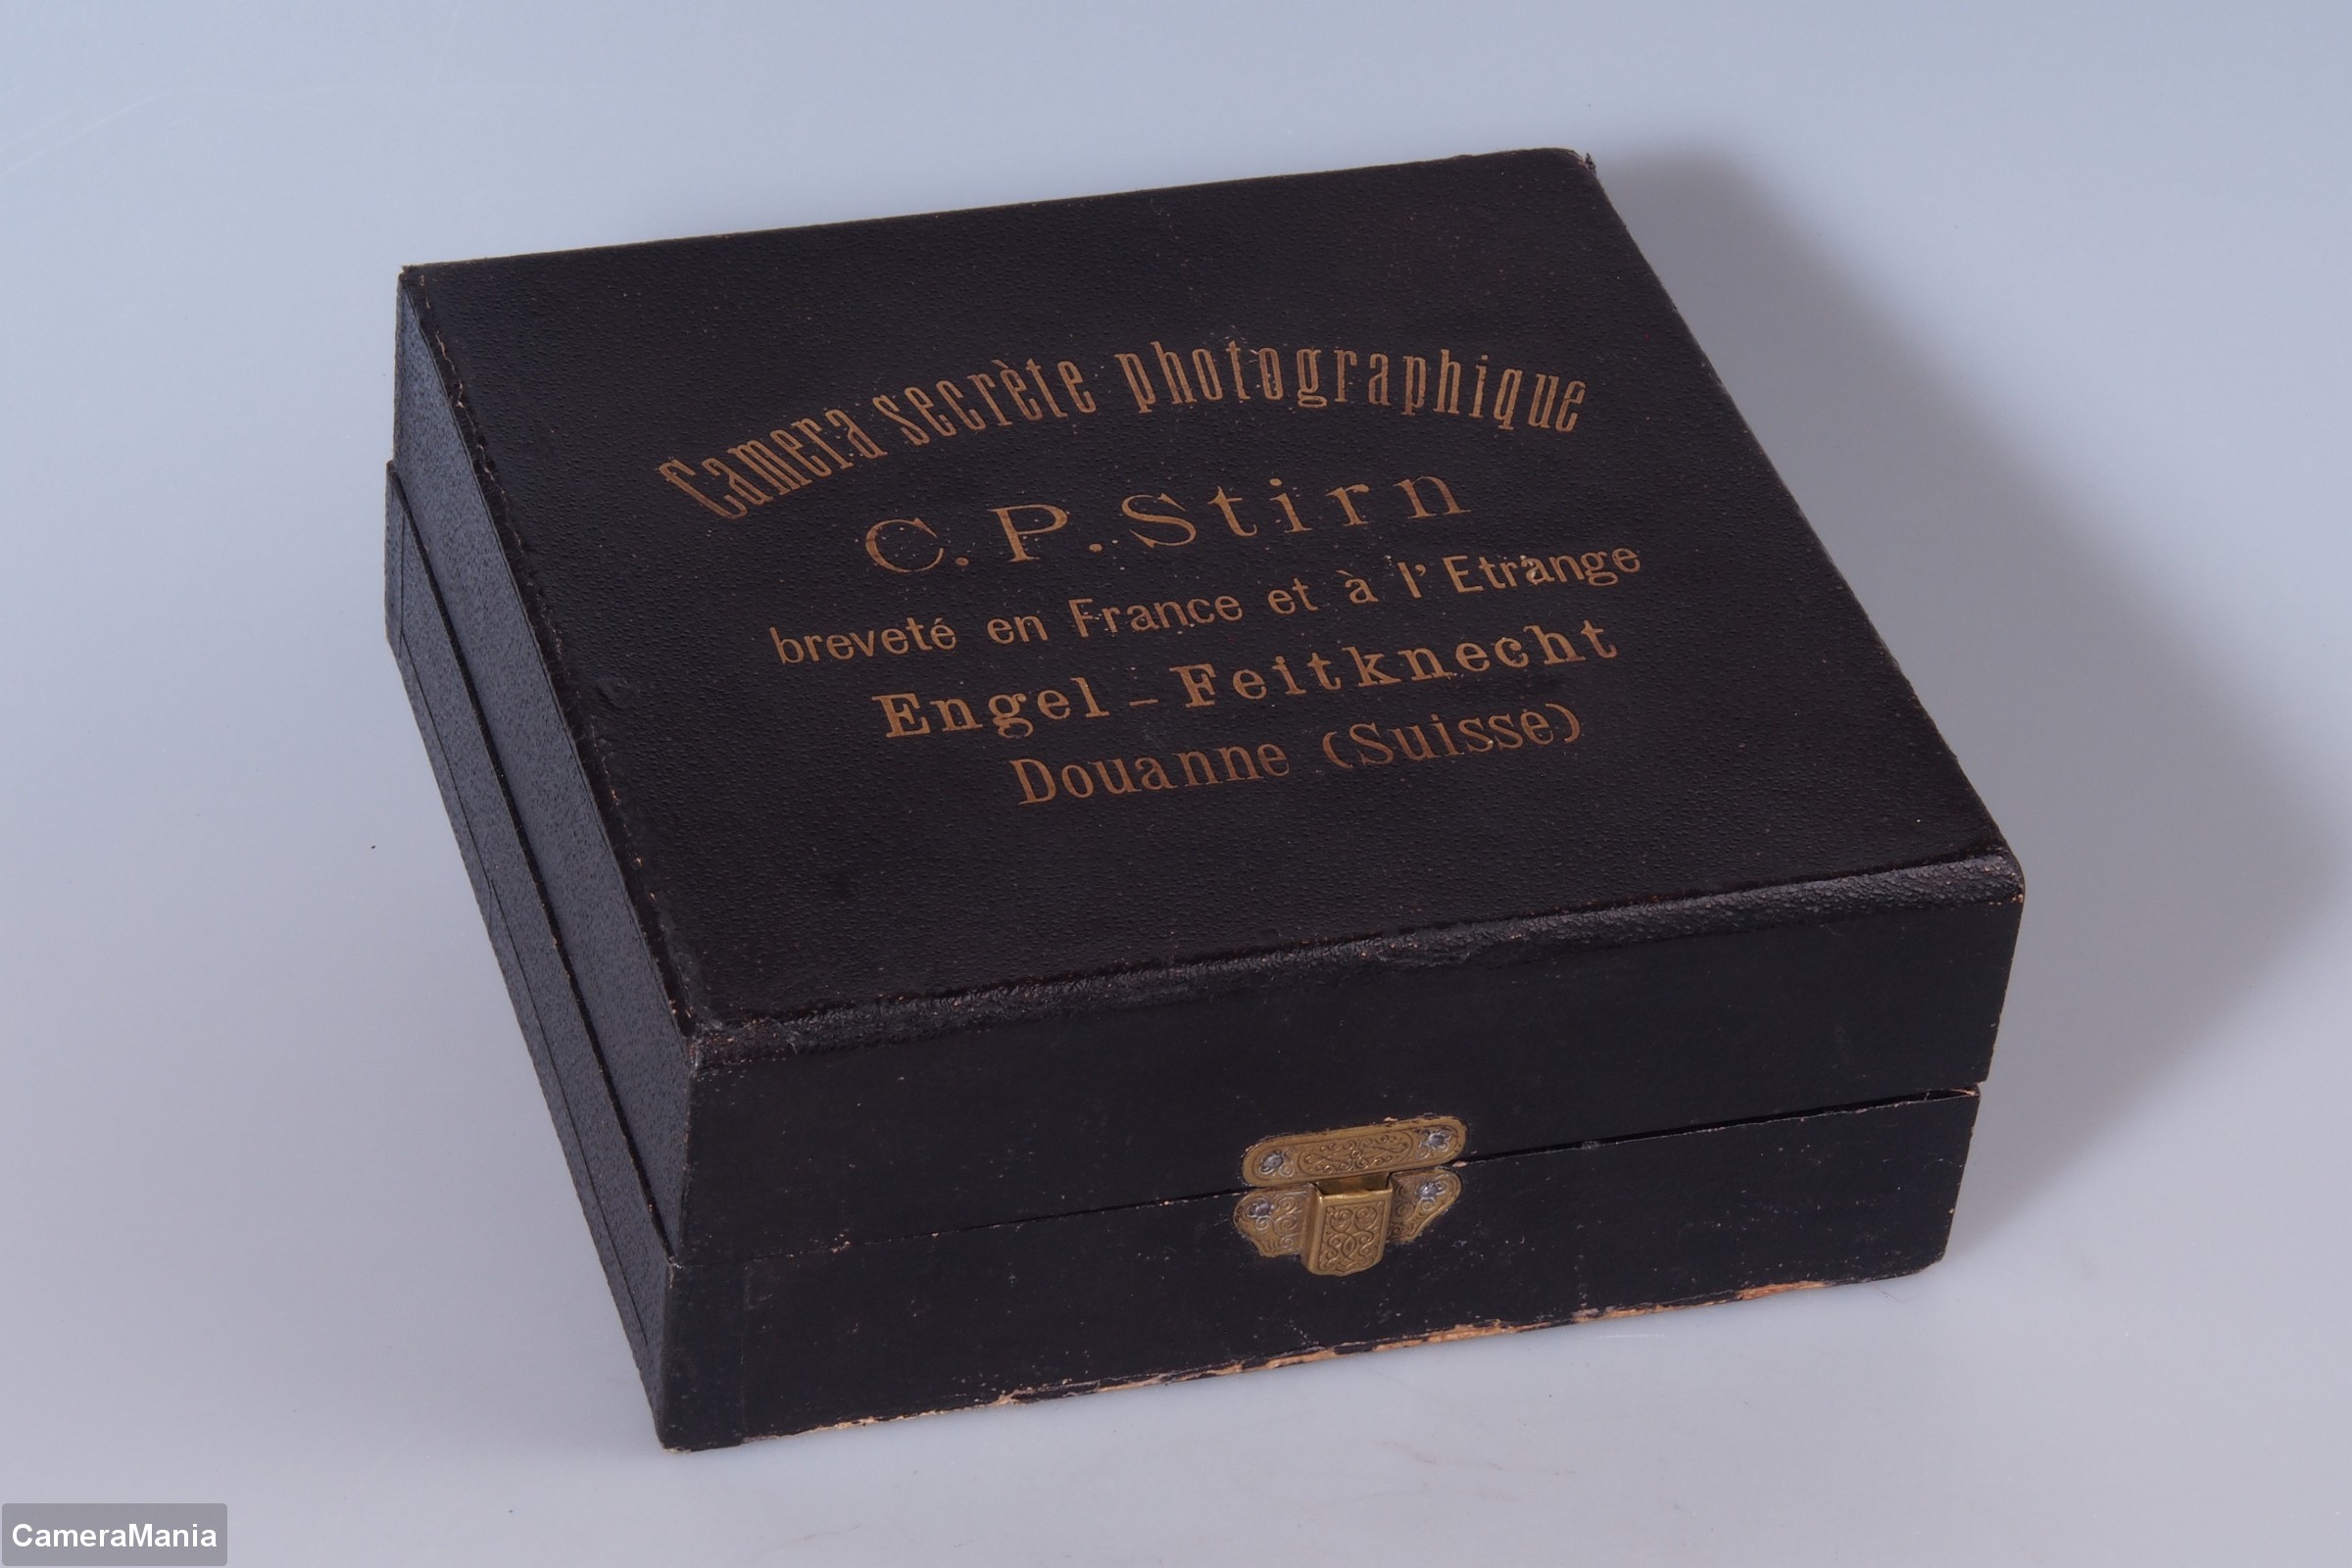 Camera secrète photographique
C. P. Stirn
breveté en France et à l'Etrange
Engel - Feitknecht
Douanne (Suisse)
CameraMania